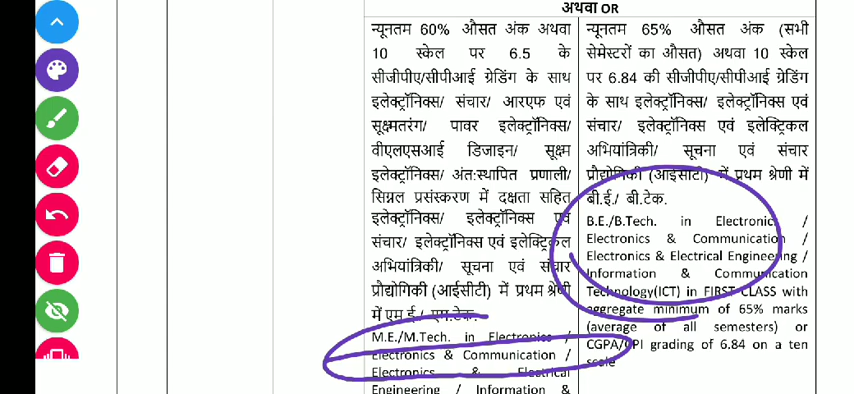 अथवा OR
न्यूनतम 60% औसत अंक अथवा
10 स्केल पर 6.5 के
सीजीपीए/सीपीआई ग्रेडिंग के साथ
इलेक्ट्रॉनिक्स/ संचार/ आरएफ एवं
सूक्ष्मतरंग/ पावर इलेक्ट्रॉनिक्स/
वीएलएसआई डिजाइन/ सूक्ष्म
इलेक्ट्रॉनिक्स/ अंत:स्थापित प्रणाली/
सिग्नल प्रसंस्करण में दक्षता सहित
इलेक्ट्रॉनिक्स/ इलेक्ट्रॉनिक्स एवं
संचार/ इलेक्ट्रॉनिक्स एवं इलेक्ट्रिकल
अभियांत्रिकी/ सूचना एवं संचार
प्रौद्योगिकी (आईसीटी) में प्रथम श्रेणी
में एम.ई./ एम.टेक.
M.E./M.Tech. in Electronics /
Electronics & Communication /
Electronics & Electrical
Engineering / Information &
न्यूनतम 65% औसत अंक (सभी
सेमेस्टरों का औसत) अथवा 10 स्केल
पर 6.84 की सीजीपीए/सीपीआई ग्रेडिंग
के साथ इलेक्ट्रॉनिक्स/ इलेक्ट्रॉनिक्स एवं
संचार/ इलेक्ट्रॉनिक्स एवं इलेक्ट्रिकल
अभियांत्रिकी/ सूचना एवं संचार
प्रौद्योगिकी (आईसीटी) में प्रथम श्रेणी में
बी.ई./ बी.टेक.
B.E./B.Tech. in Electronics /
Electronics & Communication /
Electronics & Electrical Engineering /
Information & Communication
Technology(ICT) in FIRST CLASS with
aggregate minimum of 65% marks
(average of all semesters) or
CGPA/CPI grading of 6.84 on a ten
scale